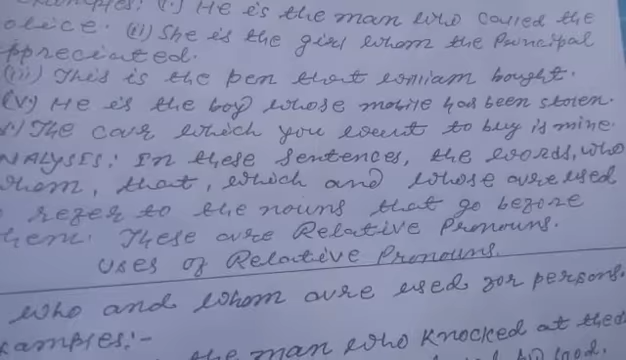 Examples: (i) He is the man who called the
police. (ii) She is the girl whom the Principal
appreciated.
(iii) This is the pen that William bought.
(iv) He is the boy whose mobile has been stolen.
(v) The car which you want to buy is mine.
ANALYSES: In these sentences, the words, who
whom, that, which and whose are used
refer to the nouns that go before
them. These are Relative Pronouns.
Uses of Relative Pronouns.
Who and whom are used for persons.
Examples:-
the man who knocked at the d